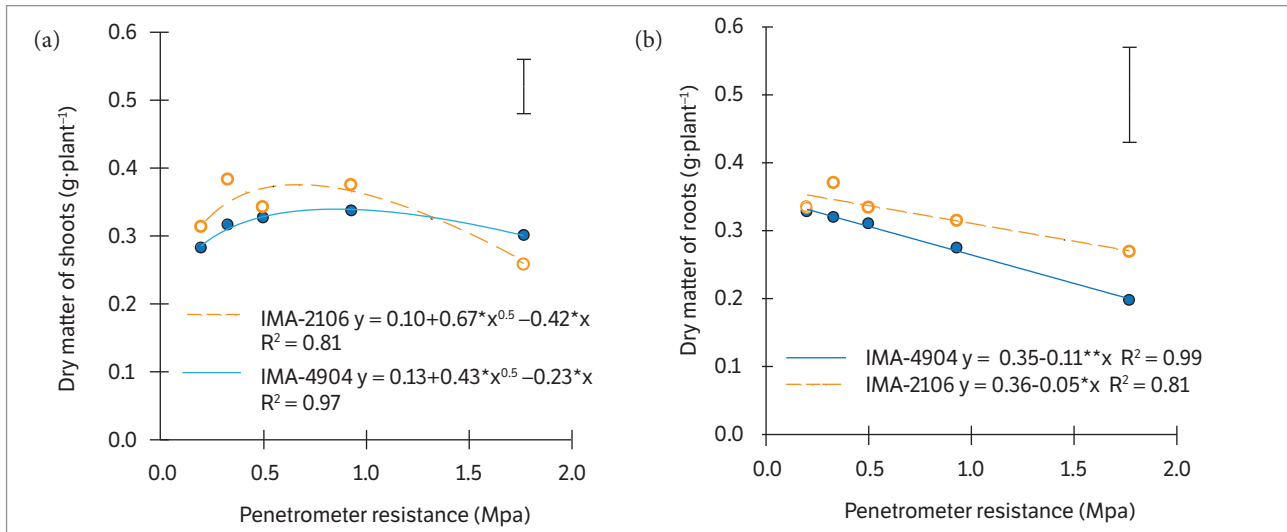 (a)
0.6
0.5
0.4
0.3
0.2
0.1
0.0
Dry matter of shoots (g·plant⁻¹)
IMA-2106 y = 0.10+0.67*x⁰·⁵ –0.42*x
R² = 0.81
IMA-4904 y = 0.13+0.43*x⁰·⁵ –0.23*x
R² = 0.97
0.0 0.5 1.0 1.5 2.0
Penetrometer resistance (Mpa)
(b)
0.6
0.5
0.4
0.3
0.2
0.1
0.0
Dry matter of roots (g·plant⁻¹)
IMA-4904 y = 0.35-0.11**x R² = 0.99
IMA-2106 y = 0.36-0.05*x R² = 0.81
0.0 0.5 1.0 1.5 2.0
Penetrometer resistance (Mpa)